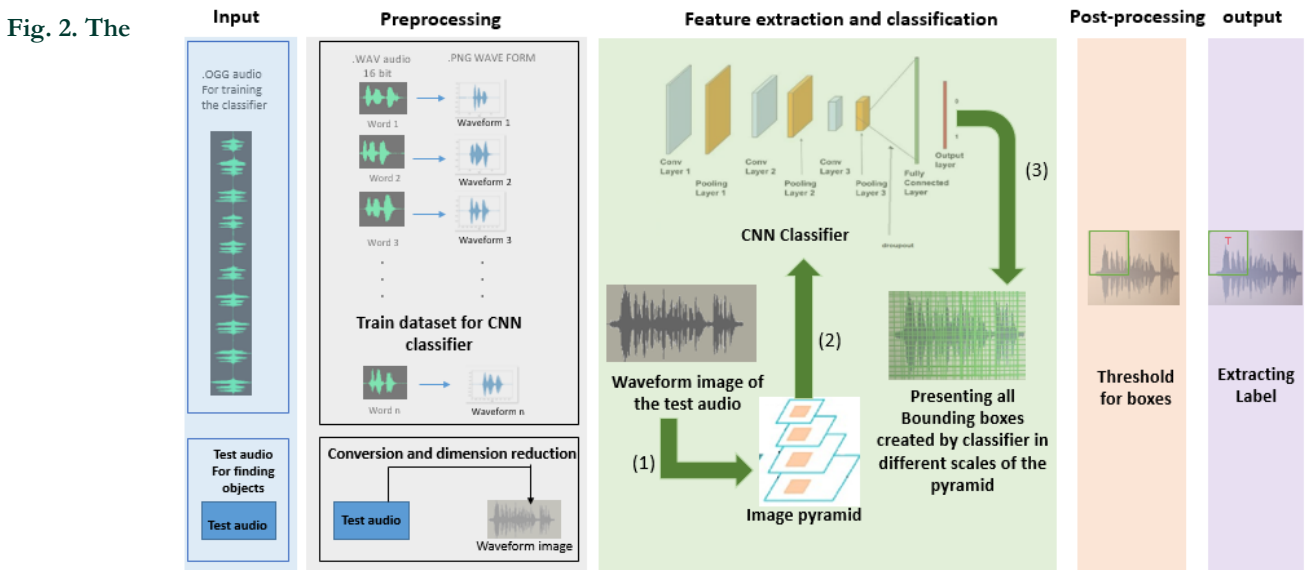 Fig. 2. The
Input
Preprocessing
Feature extraction and classification
Post-processing
output
.OGG audio
For training
the classifier
Test audio
For finding
objects
Test audio
.WAV audio
16 bit
.PNG WAVE FORM
Word 1
Waveform 1
Word 2
Waveform 2
Word 3
Waveform 3
Train dataset for CNN
classifier
Word n
Waveform n
Conversion and dimension reduction
Test audio
Waveform image
Conv
Layer 1
Pooling
Layer 1
Conv
Layer 2
Pooling
Layer 2
Conv
Layer 3
Pooling
Layer 3
Fully
Connected
Layer
Output
layer
0
1
droupout
CNN Classifier
(3)
(2)
Waveform image of
the test audio
(1)
Image pyramid
Presenting all
Bounding boxes
created by classifier in
different scales of the
pyramid
Threshold
for boxes
T
Extracting
Label